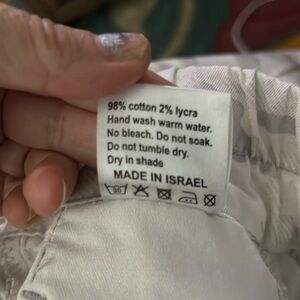 98% cotton 2% lycra
Hand wash warm water.
No bleach. Do not soak.
Do not tumble dry.
Dry in shade
MADE IN ISRAEL